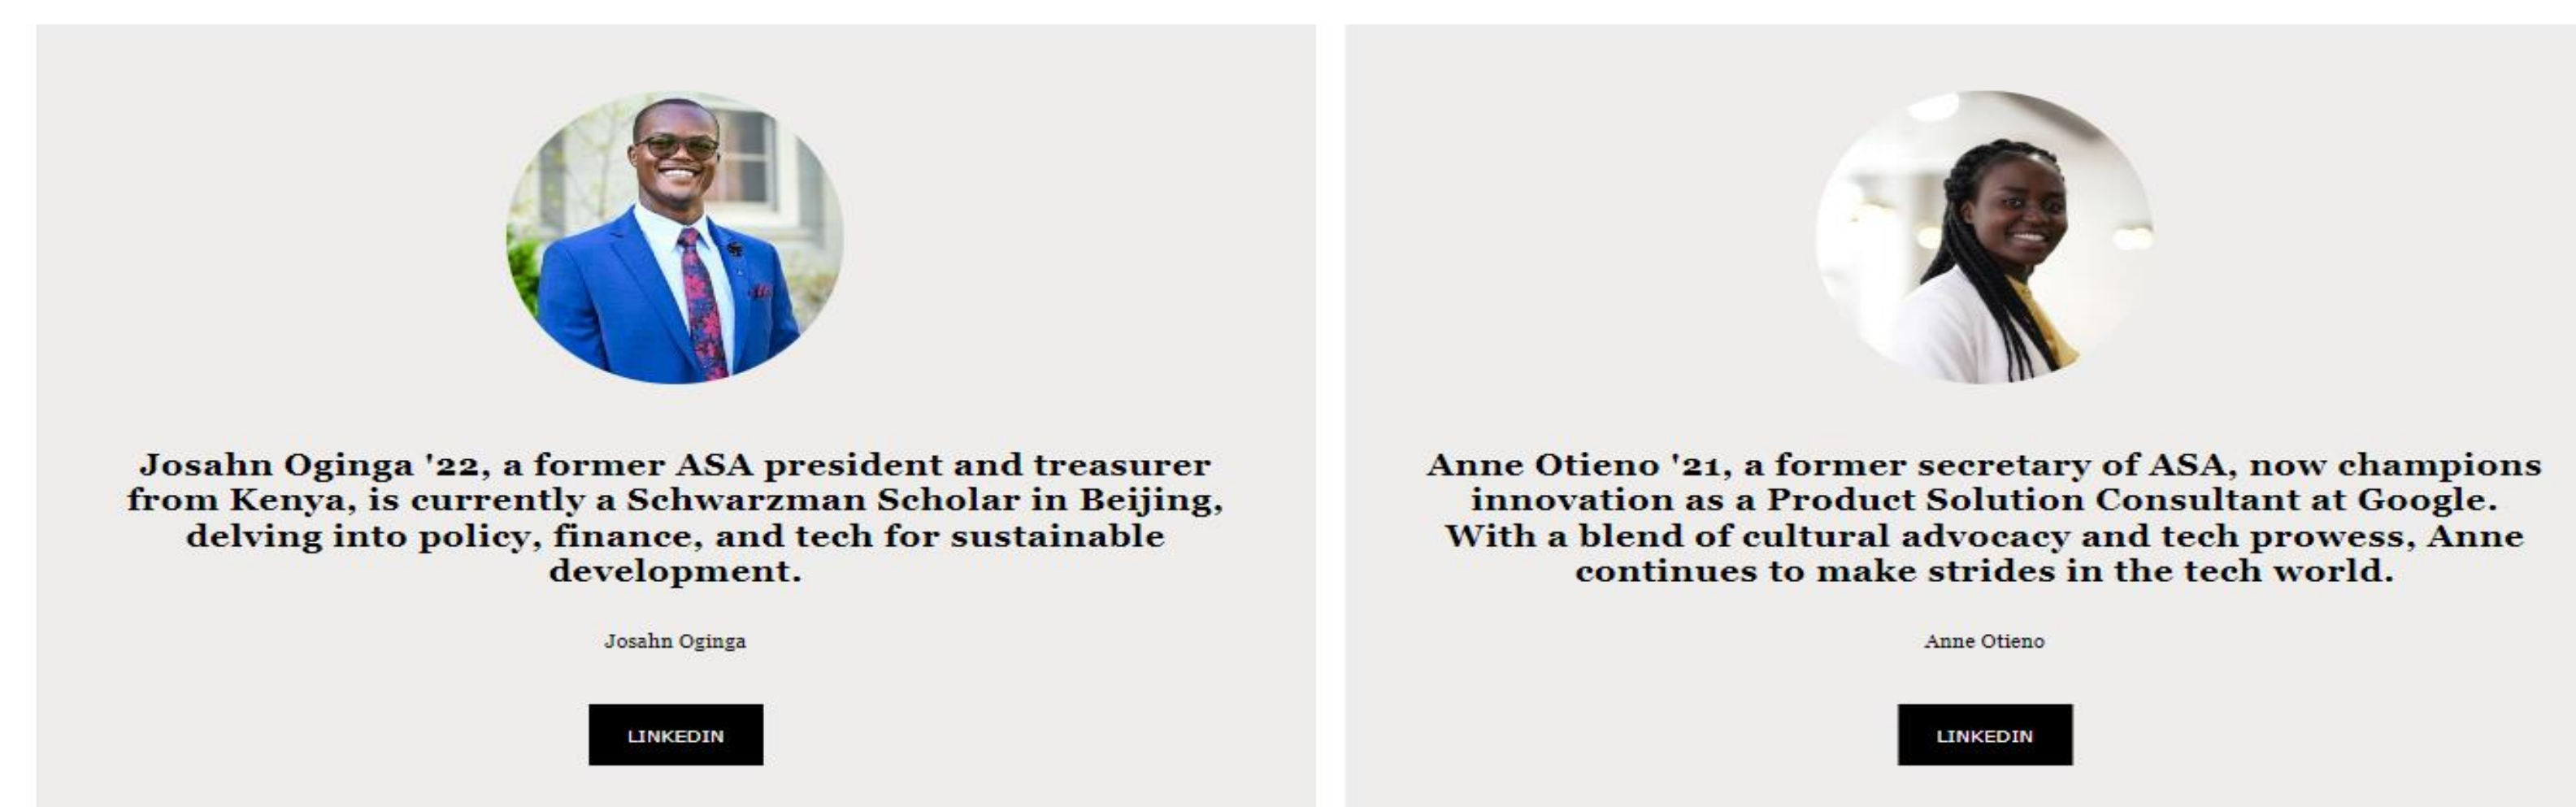 Josahn Oginga '22, a former ASA president and treasurer
from Kenya, is currently a Schwarzman Scholar in Beijing,
delving into policy, finance, and tech for sustainable
development.
Josahn Oginga
LINKEDIN
Anne Otieno '21, a former secretary of ASA, now champions
innovation as a Product Solution Consultant at Google.
With a blend of cultural advocacy and tech prowess, Anne
continues to make strides in the tech world.
Anne Otieno
LINKEDIN